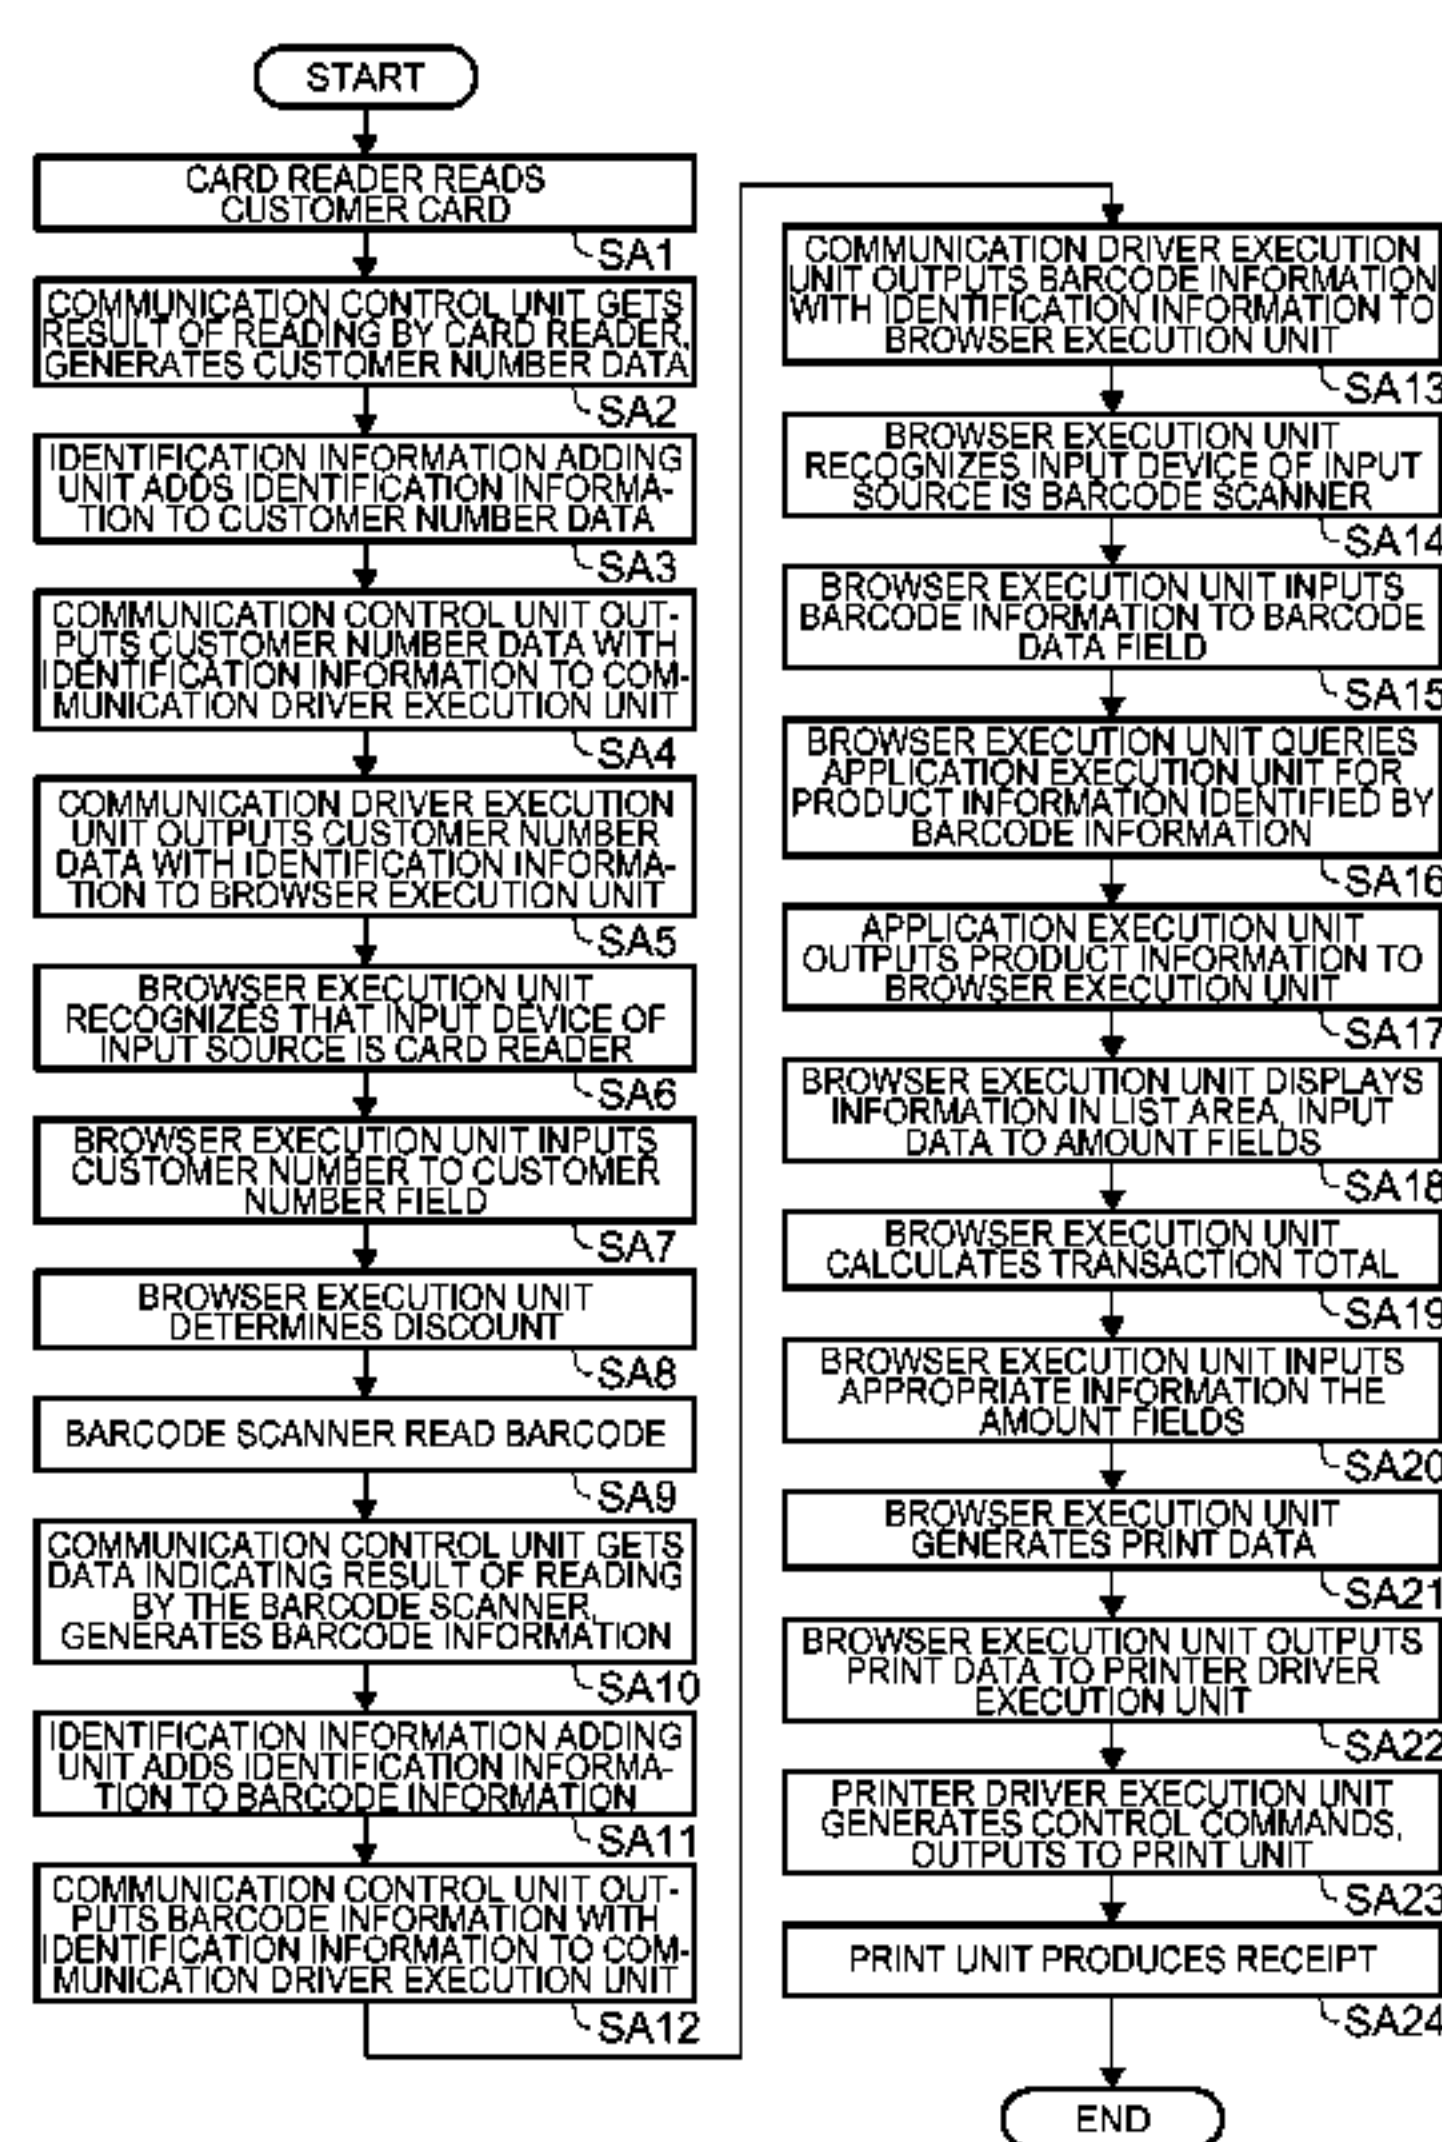 START
CARD READER READS
CUSTOMER CARD
SA1
COMMUNICATION CONTROL UNIT GETS
RESULT OF READING BY CARD READER,
GENERATES CUSTOMER NUMBER DATA
SA2
IDENTIFICATION INFORMATION ADDING
UNIT ADDS IDENTIFICATION INFORMA-
TION TO CUSTOMER NUMBER DATA
SA3
COMMUNICATION CONTROL UNIT OUT-
PUTS CUSTOMER NUMBER DATA WITH
IDENTIFICATION INFORMATION TO COM-
MUNICATION DRIVER EXECUTION UNIT
SA4
COMMUNICATION DRIVER EXECUTION
UNIT OUTPUTS CUSTOMER NUMBER
DATA WITH IDENTIFICATION INFORMA-
TION TO BROWSER EXECUTION UNIT
SA5
BROWSER EXECUTION UNIT
RECOGNIZES THAT INPUT DEVICE OF
INPUT SOURCE IS CARD READER
SA6
BROWSER EXECUTION UNIT INPUTS
CUSTOMER NUMBER TO CUSTOMER
NUMBER FIELD
SA7
BROWSER EXECUTION UNIT
DETERMINES DISCOUNT
SA8
BARCODE SCANNER READ BARCODE
SA9
COMMUNICATION CONTROL UNIT GETS
DATA INDICATING RESULT OF READING
BY THE BARCODE SCANNER,
GENERATES BARCODE INFORMATION
SA10
IDENTIFICATION INFORMATION ADDING
UNIT ADDS IDENTIFICATION INFORMA-
TION TO BARCODE INFORMATION
SA11
COMMUNICATION CONTROL UNIT OUT-
PUTS BARCODE INFORMATION WITH
IDENTIFICATION INFORMATION TO COM-
MUNICATION DRIVER EXECUTION UNIT
SA12
COMMUNICATION DRIVER EXECUTION
UNIT OUTPUTS BARCODE INFORMATION
WITH IDENTIFICATION INFORMATION TO
BROWSER EXECUTION UNIT
SA13
BROWSER EXECUTION UNIT
RECOGNIZES INPUT DEVICE OF INPUT
SOURCE IS BARCODE SCANNER
SA14
BROWSER EXECUTION UNIT INPUTS
BARCODE INFORMATION TO BARCODE
DATA FIELD
SA15
BROWSER EXECUTION UNIT QUERIES
APPLICATION EXECUTION UNIT FOR
PRODUCT INFORMATION IDENTIFIED BY
BARCODE INFORMATION
SA16
APPLICATION EXECUTION UNIT
OUTPUTS PRODUCT INFORMATION TO
BROWSER EXECUTION UNIT
SA17
BROWSER EXECUTION UNIT DISPLAYS
INFORMATION IN LIST AREA, INPUT
DATA TO AMOUNT FIELDS
SA18
BROWSER EXECUTION UNIT
CALCULATES TRANSACTION TOTAL
SA19
BROWSER EXECUTION UNIT INPUTS
APPROPRIATE INFORMATION THE
AMOUNT FIELDS
SA20
BROWSER EXECUTION UNIT
GENERATES PRINT DATA
SA21
BROWSER EXECUTION UNIT OUTPUTS
PRINT DATA TO PRINTER DRIVER
EXECUTION UNIT
SA22
PRINTER DRIVER EXECUTION UNIT
GENERATES CONTROL COMMANDS,
OUTPUTS TO PRINT UNIT
SA23
PRINT UNIT PRODUCES RECEIPT
SA24
END